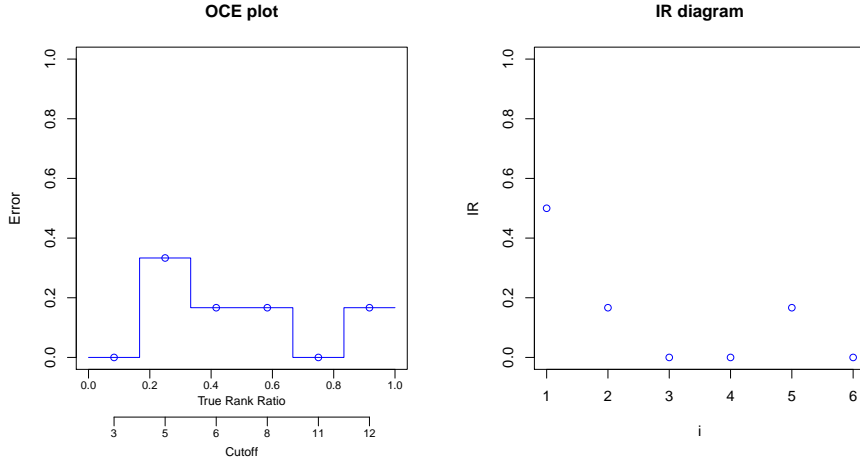 OCE plot
Error
1.0
0.8
0.6
0.4
0.2
0.0
0.0 0.2 0.4 0.6 0.8 1.0
True Rank Ratio
3 5 6 8 11 12
Cutoff
IR diagram
IR
1.0
0.8
0.6
0.4
0.2
0.0
1 2 3 4 5 6
i